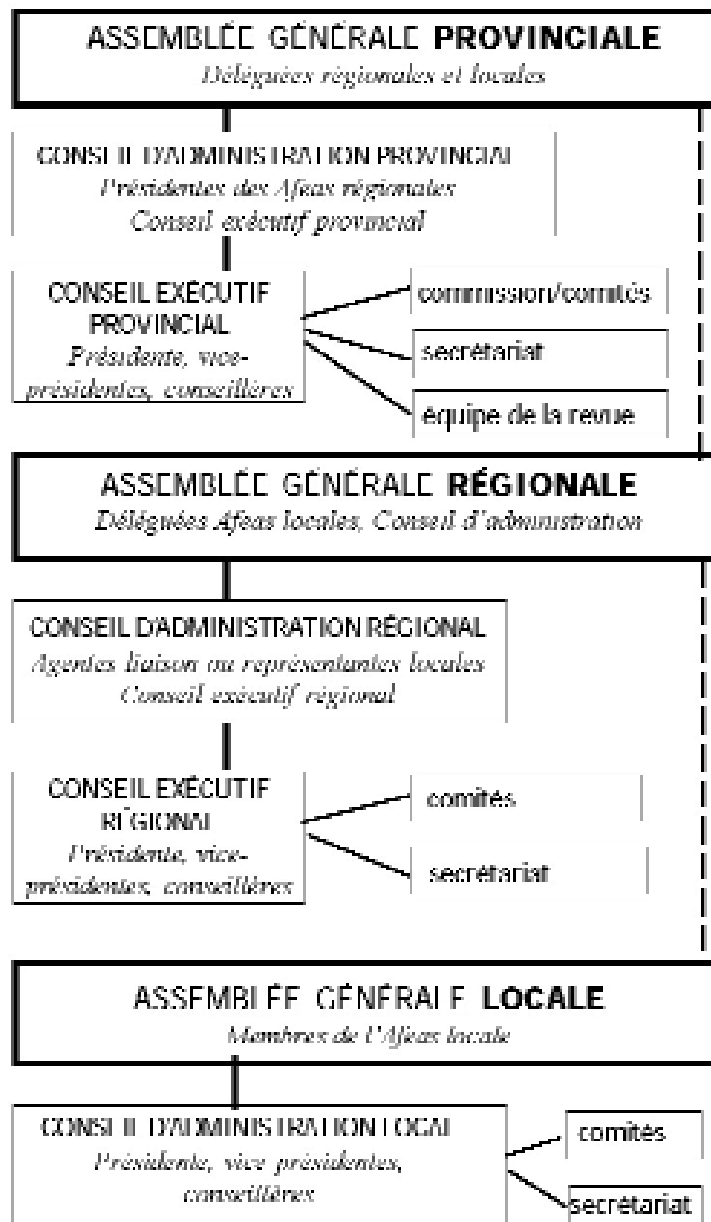 ASSEMBLÉE GÉNÉRALE PROVINCIALE
Déléguées régionales et locales
CONSEIL D'ADMINISTRATION PROVINCIAL
Présidentes des Afeas régionales
Conseil exécutif provincial
CONSEIL EXÉCUTIF
PROVINCIAL
Présidente, vice-
présidentes, conseillères
commission/comités
secrétariat
équipe de la revue
ASSEMBLÉE GÉNÉRALE RÉGIONALE
Déléguées Afeas locales, Conseil d'administration
CONSEIL D'ADMINISTRATION RÉGIONAL
Agentes liaison ou représentantes locales
Conseil exécutif régional
CONSEIL EXÉCUTIF
RÉGIONAL
Présidente, vice-
présidentes, conseillères
comités
secrétariat
ASSEMBLÉE GÉNÉRALE LOCALE
Membres de l'Afeas locale
CONSEIL D'ADMINISTRATION LOCAL
Présidente, vice présidentes,
conseillères
comités
secrétariat